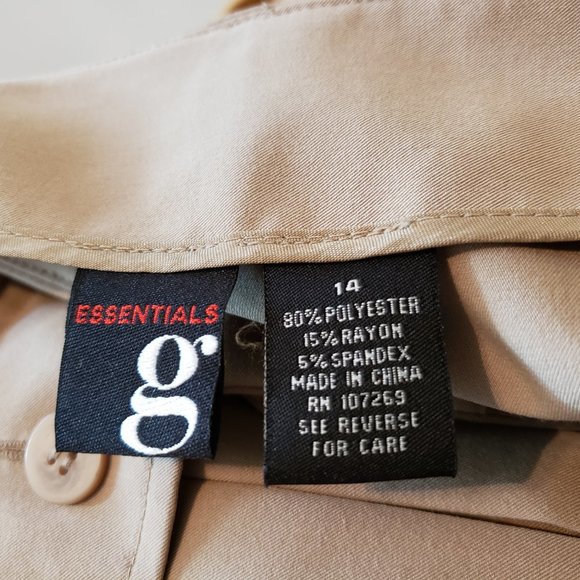 ESSENTIALS
g
14
80% POLYESTER
15% RAYON
5% SPANDEX
MADE IN CHINA
RN 107269
SEE REVERSE
FOR CARE